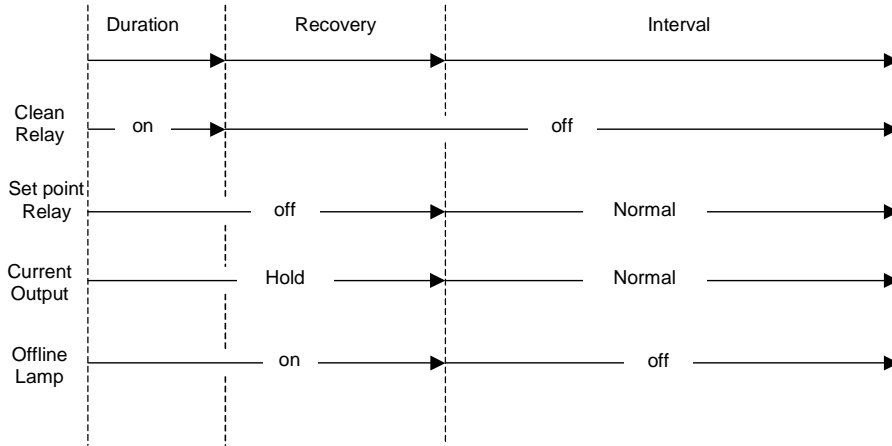 Duration Recovery Interval
Clean
Relay
on off
Set point
Relay
off Normal
Current
Output
Hold Normal
Offline
Lamp
on off